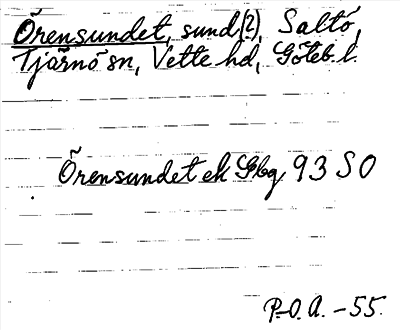 Örensundet, sund(?), Saltö,
Tjärnö sn, Vette hd, Göteb. l.
Örensundet ek Gbg 93 SO
P.-O. A. -55.